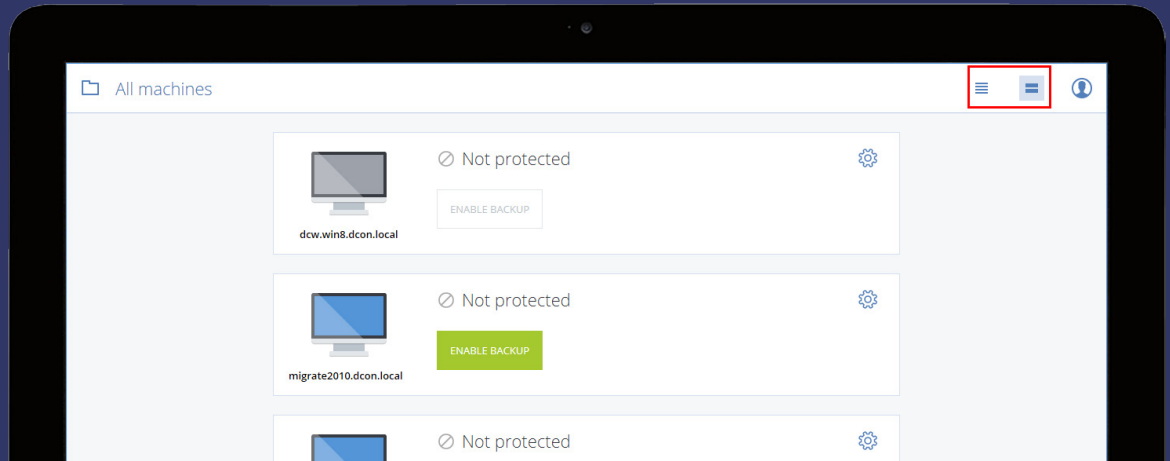 All machines
Not protected
ENABLE BACKUP
dcw.win8.dcon.local
Not protected
ENABLE BACKUP
migrate2010.dcon.local
Not protected